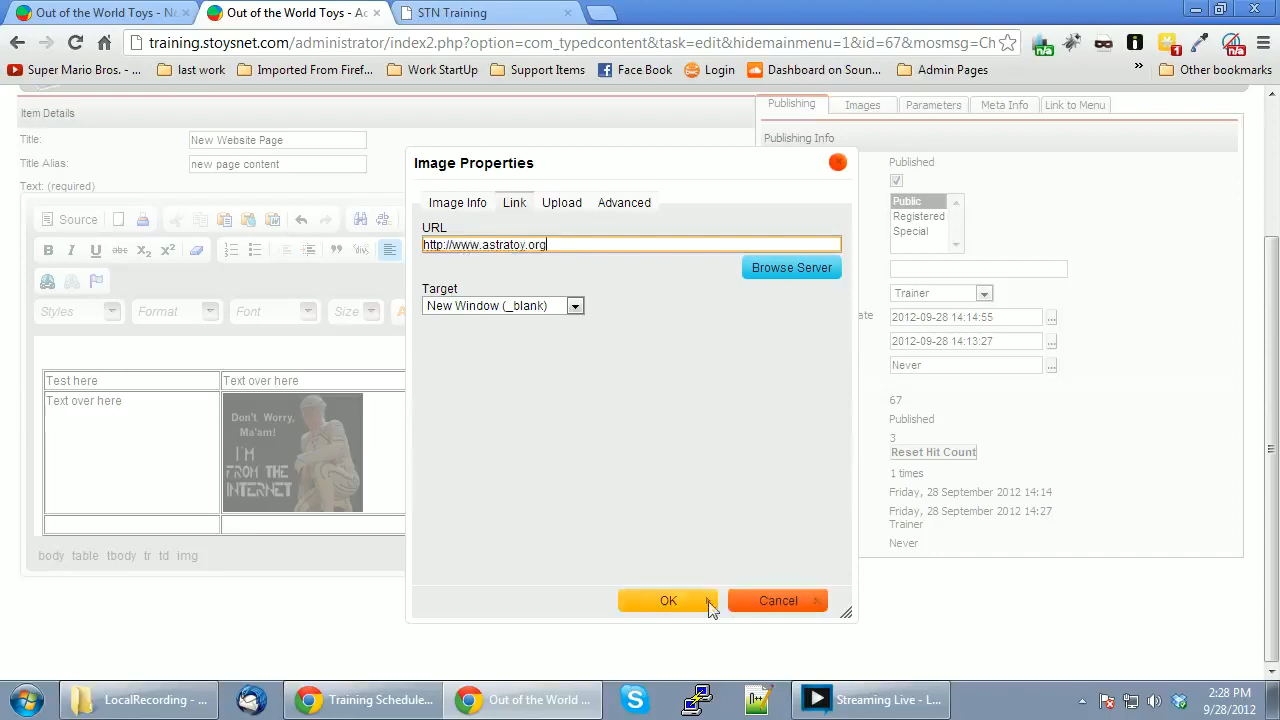 Out of the World Toys - Ne
Out of the World Toys - Ac
STN Training
training.stoysnet.com/administrator/index2.php?option=com_typedcontent&task=edit&hidemainmenu=1&id=67&mosmsg=Ch
n/a
1
n/a
Super Mario Bros. - ...
last work
Imported From Firef...
Work StartUp
Support Items
Face Book
Login
Dashboard on Soun...
Admin Pages
»
Other bookmarks
Item Details
Publishing
Images
Parameters
Meta Info
Link to Menu
Title:
New Website Page
Publishing Info
Title Alias:
new page content
Published
Text: (required)
Source
Public
Registered
Special
B I U abc x₂ x²
Styles
Format
Font
Size
Trainer
ate
2012-09-28 14:14:55
...
2012-09-28 14:13:27
...
Never
...
Test here
Text over here
Text over here
Don't Worry,
Ma'am!
I'M
FROM THE
INTERNET
67
Published
3
Reset Hit Count
1 times
Friday, 28 September 2012 14:14
Friday, 28 September 2012 14:27
Trainer
Never
body table tbody tr td img
Image Properties
Image Info
Link
Upload
Advanced
URL
http://www.astratoy.org
Browse Server
Target
New Window (_blank)
OK
Cancel
LocalRecording - ...
Training Schedule...
Out of the World ...
Streaming Live - L...
2:28 PM
9/28/2012